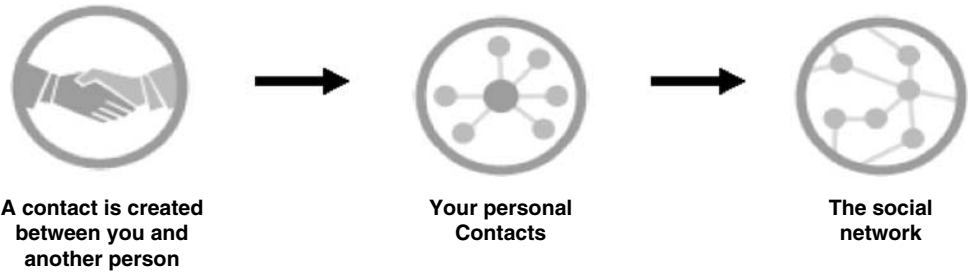 A contact is created
between you and
another person
Your personal
Contacts
The social
network